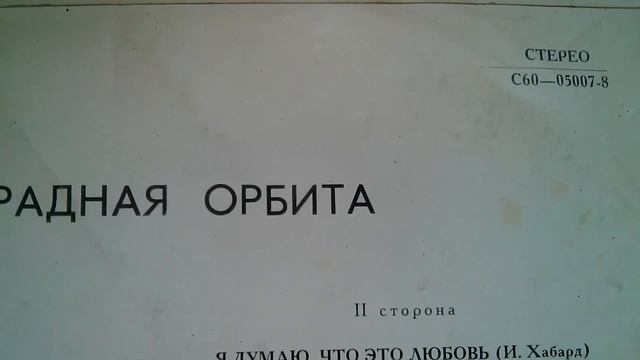 СТЕРЕО
С60—05007-8
РАДНАЯ ОРБИТА
II сторона
Я ДУМАЮ, ЧТО ЭТО ЛЮБОВЬ (И. Хабард)